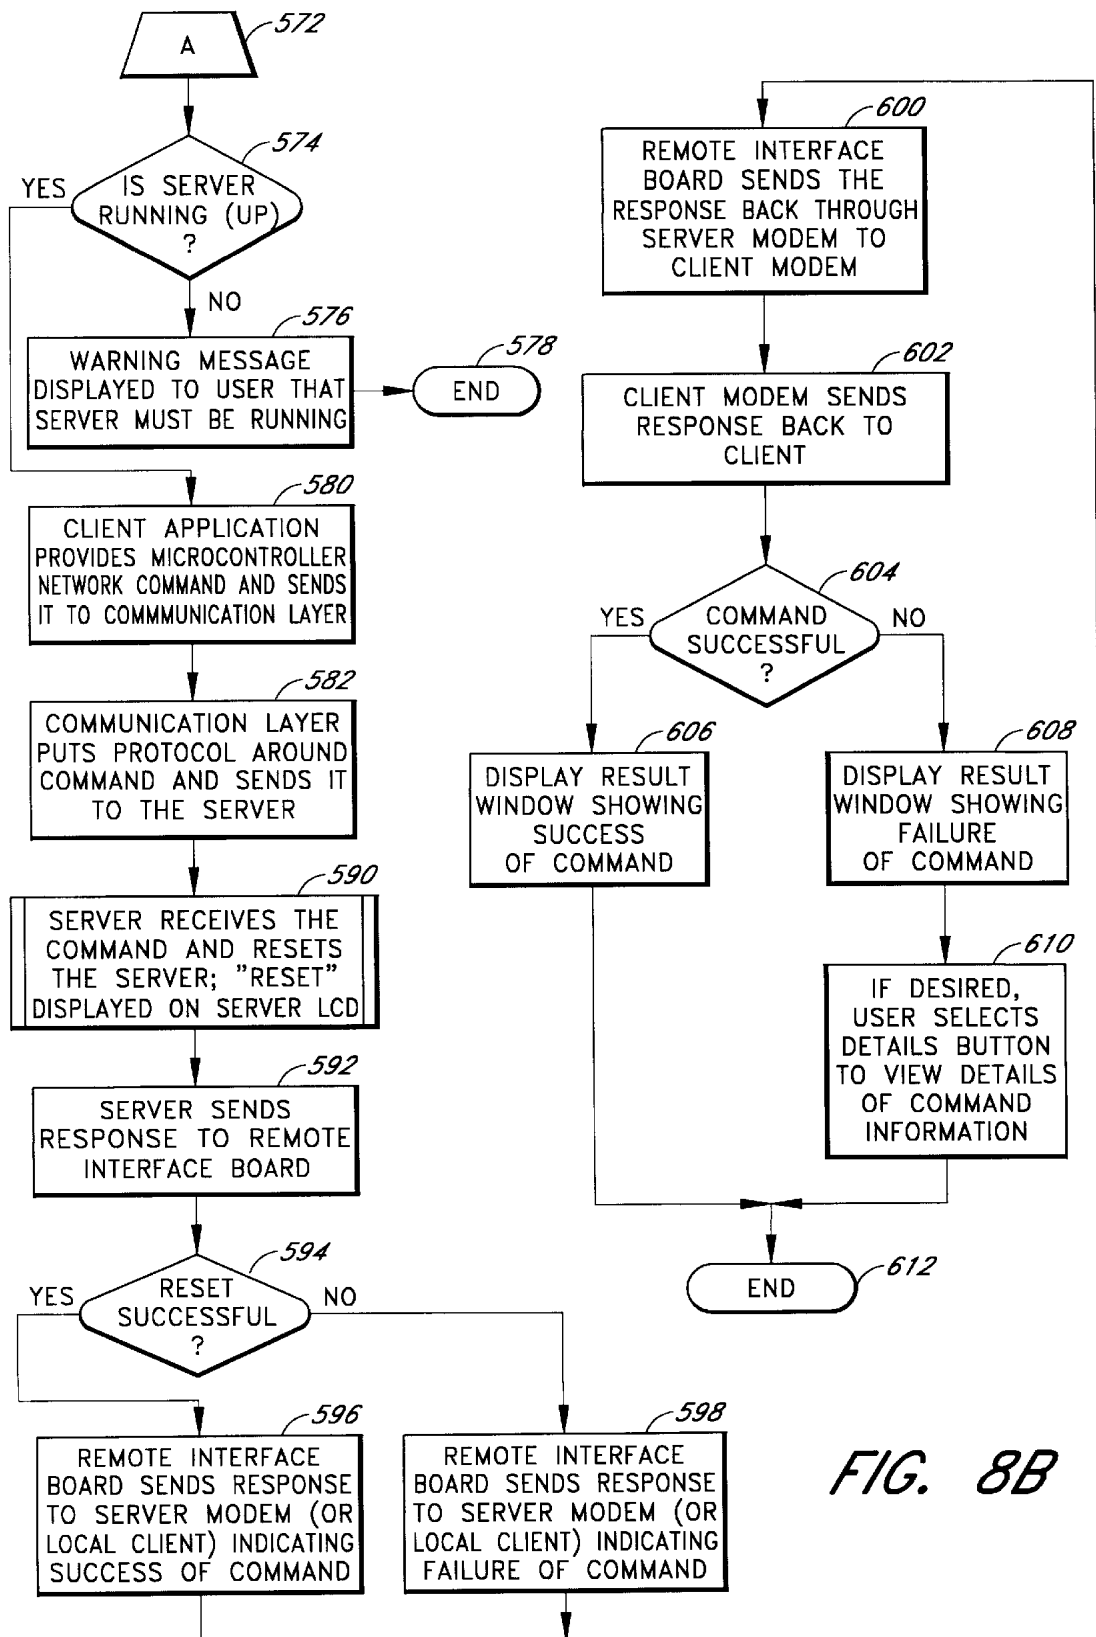 A
572
574
YES
IS SERVER
RUNNING (UP)
?
NO
576
WARNING MESSAGE
DISPLAYED TO USER THAT
SERVER MUST BE RUNNING
578
END
580
CLIENT APPLICATION
PROVIDES MICROCONTROLLER
NETWORK COMMAND AND SENDS
IT TO COMMMUNICATION LAYER
582
COMMUNICATION LAYER
PUTS PROTOCOL AROUND
COMMAND AND SENDS IT
TO THE SERVER
590
SERVER RECEIVES THE
COMMAND AND RESETS
THE SERVER; "RESET"
DISPLAYED ON SERVER LCD
592
SERVER SENDS
RESPONSE TO REMOTE
INTERFACE BOARD
594
YES
RESET
SUCCESSFUL
?
NO
596
REMOTE INTERFACE
BOARD SENDS RESPONSE
TO SERVER MODEM (OR
LOCAL CLIENT) INDICATING
SUCCESS OF COMMAND
598
REMOTE INTERFACE
BOARD SENDS RESPONSE
TO SERVER MODEM (OR
LOCAL CLIENT) INDICATING
FAILURE OF COMMAND
600
REMOTE INTERFACE
BOARD SENDS THE
RESPONSE BACK THROUGH
SERVER MODEM TO
CLIENT MODEM
602
CLIENT MODEM SENDS
RESPONSE BACK TO
CLIENT
604
YES
COMMAND
SUCCESSFUL
?
NO
606
DISPLAY RESULT
WINDOW SHOWING
SUCCESS
OF COMMAND
608
DISPLAY RESULT
WINDOW SHOWING
FAILURE
OF COMMAND
610
IF DESIRED,
USER SELECTS
DETAILS BUTTON
TO VIEW DETAILS
OF COMMAND
INFORMATION
END
612
FIG. 8B